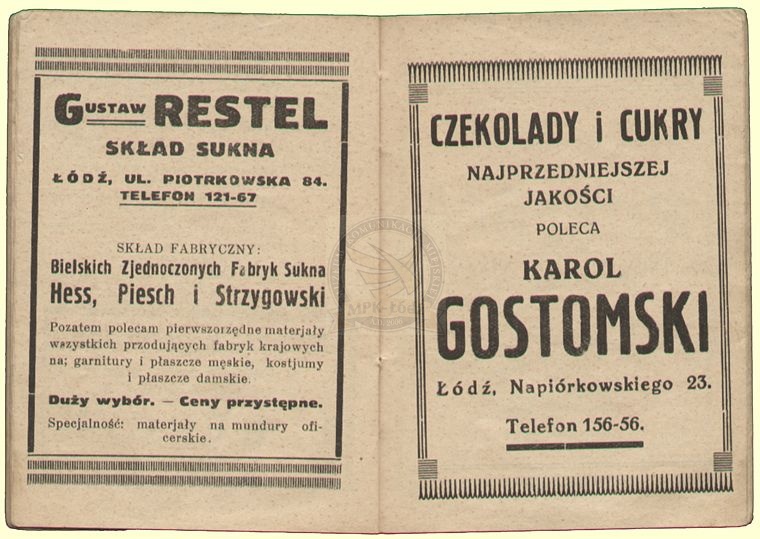 Gustaw RESTEL
SKŁAD SUKNA
ŁÓDŹ, UL. PIOTRKOWSKA 84.
TELEFON 121-67
SKŁAD FABRYCZNY:
Bielskich Zjednoczonych Fabryk Sukna
Hess, Piesch i Strzygowski
Pozatem polecam pierwszorzędne materjały
wszystkich przodujących fabryk krajowych
na; garnitury i płaszcze męskie, kostjumy
i płaszcze damskie.
Duży wybór. — Ceny przystępne.
Specjalność: materjały na mundury ofi-
cerskie.
CZEKOLADY i CUKRY
NAJPRZEDNIEJSZEJ
JAKOŚCI
POLECA
KAROL
GOSTOMSKI
Łódź, Napiórkowskiego 23.
Telefon 156-56.